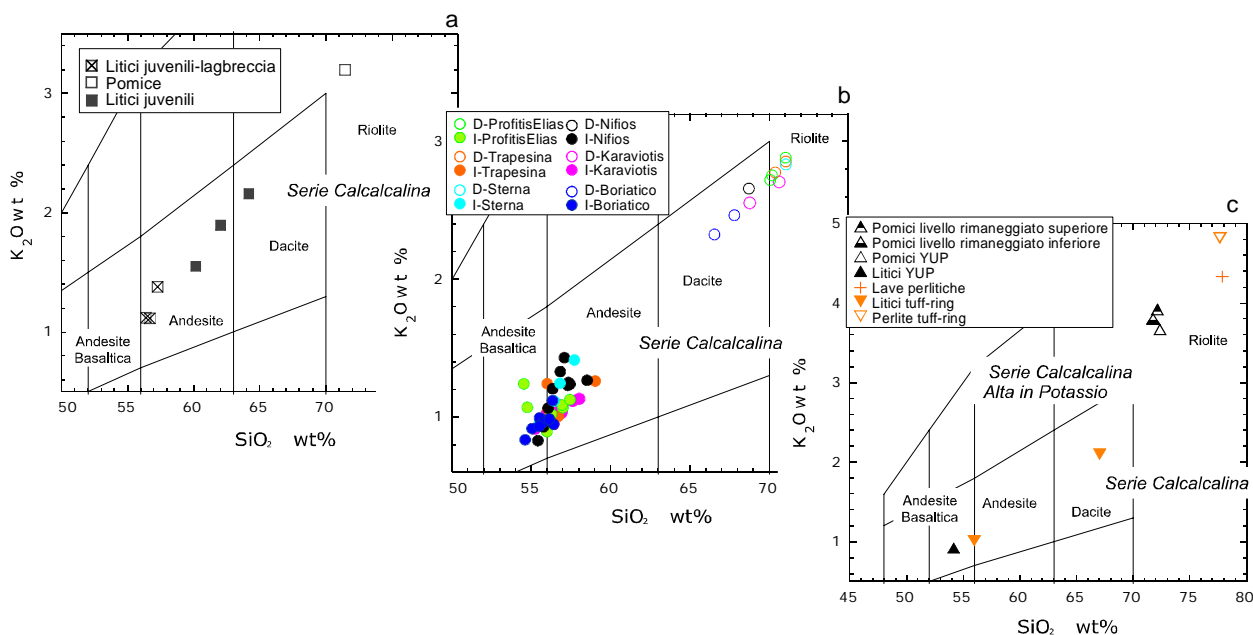 a
Litici juvenili-lagbreccia
Pomice
Litici juvenili
3
2
1
K2O wt %
Riolite
Serie Calcalcalina
Dacite
Andesite
Andesite
Basaltica
50 55 60 65 70
SiO2 wt%
b
D-ProfitisElias D-Nifios
I-ProfitisElias I-Nifios
D-Trapesina D-Karaviotis
I-Trapesina I-Karaviotis
D-Sterna D-Boriatico
I-Sterna I-Boriatico
3
2
1
K2O wt %
Riolite
Dacite
Andesite
Andesite
Basaltica
Serie Calcalcalina
50 55 60 65 70
SiO2 wt%
c
Pomici livello rimaneggiato superiore
Pomici livello rimaneggiato inferiore
Pomici YUP
Litici YUP
Lave perlitiche
Litici tuff-ring
Perlite tuff-ring
5
4
3
2
1
K2O wt %
Riolite
Serie Calcalcalina
Alta in Potassio
Serie Calcalcalina
Andesite
Basaltica
Andesite
Dacite
45 50 55 60 65 70 75 80
SiO2 wt%